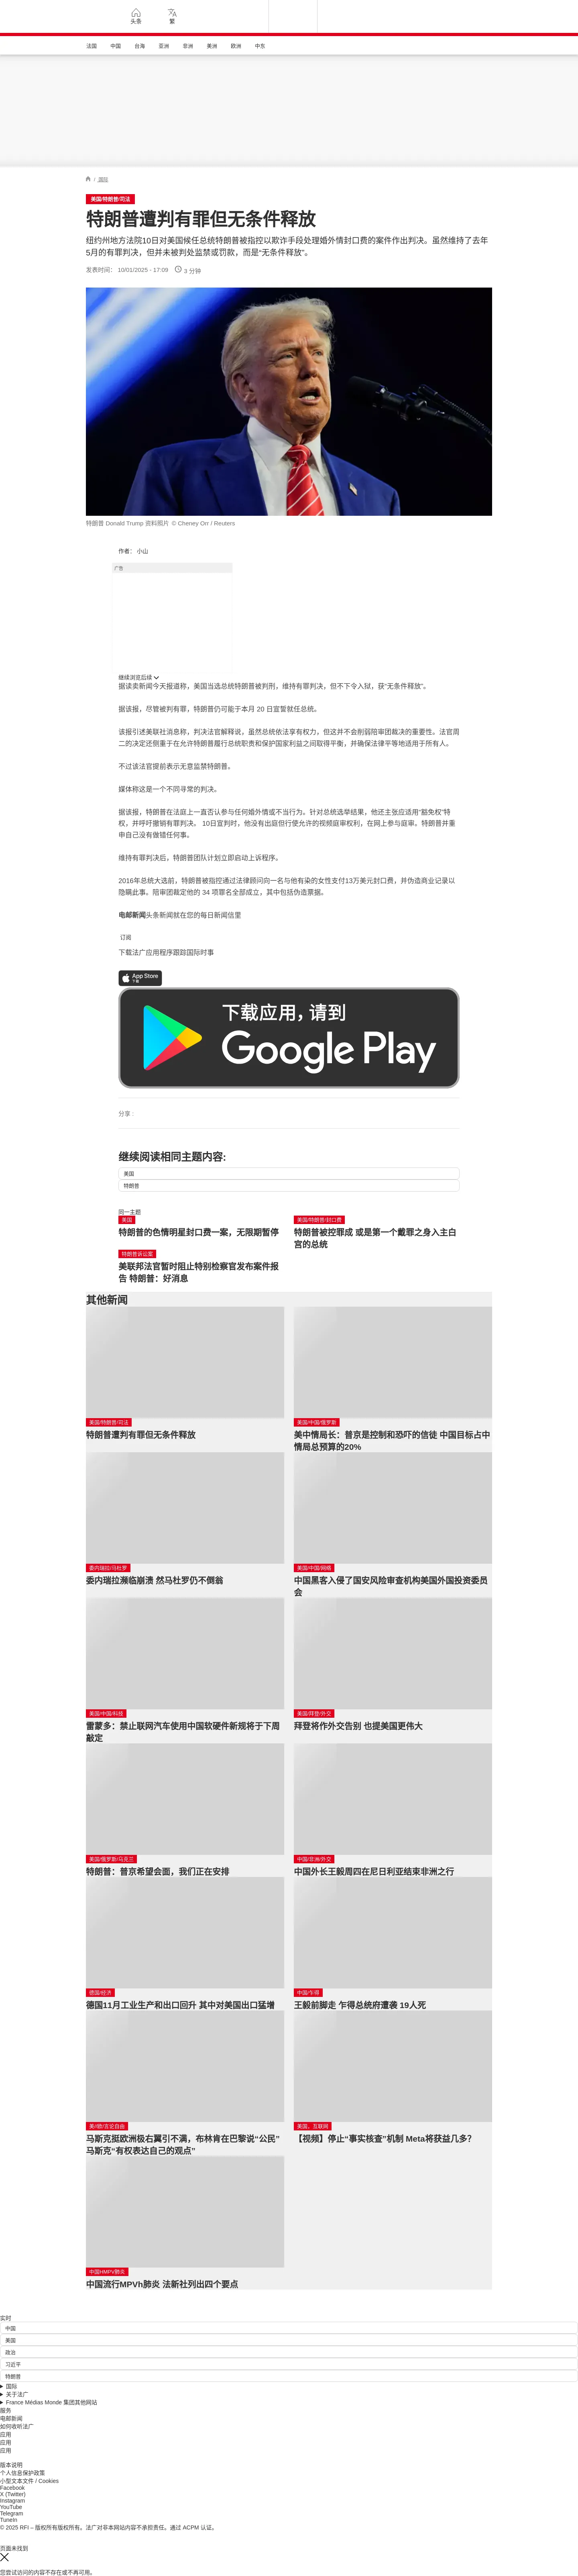 头条
繁
法国
中国
台海
亚洲
非洲
美洲
欧洲
中东
/ 国际
美国/特朗普/司法
特朗普遭判有罪但无条件释放
纽约州地方法院10日对美国候任总统特朗普被指控以欺诈手段处理婚外情封口费的案件作出判决。虽然维持了去年
5月的有罪判决，但并未被判处监禁或罚款，而是“无条件释放”。
发表时间： 10/01/2025 - 17:09
3 分钟
特朗普 Donald Trump 资料照片 © Cheney Orr / Reuters
作者： 小山
广告
继续浏览后续
据读卖新闻今天报道称，美国当选总统特朗普被判刑，维持有罪判决，但不下令入狱，获“无条件释放”。
据该报，尽管被判有罪，特朗普仍可能于本月 20 日宣誓就任总统。
该报引述美联社消息称，判决法官解释说，虽然总统依法享有权力，但这并不会削弱陪审团裁决的重要性。法官周
二的决定还侧重于在允许特朗普履行总统职责和保护国家利益之间取得平衡，并确保法律平等地适用于所有人。
不过该法官提前表示无意监禁特朗普。
媒体称这是一个不同寻常的判决。
据该报，特朗普在法庭上一直否认参与任何婚外情或不当行为。针对总统选举结果，他还主张应适用“豁免权”特
权，并呼吁撤销有罪判决。 10日宣判时，他没有出庭但行使允许的视频庭审权利，在网上参与庭审。特朗普并重
申自己没有做错任何事。
维持有罪判决后，特朗普团队计划立即启动上诉程序。
2016年总统大选前，特朗普被指控通过法律顾问向一名与他有染的女性支付13万美元封口费，并伪造商业记录以
隐瞒此事。陪审团裁定他的 34 项罪名全部成立，其中包括伪造票据。
电邮新闻头条新闻就在您的每日新闻信里
订阅
下载法广应用程序跟踪国际时事
App Store
下载
下载应用，请到
Google Play
分享 :
继续阅读相同主题内容:
美国
特朗普
同一主题
美国
特朗普的色情明星封口费一案，无限期暂停
美国/特朗普/封口费
特朗普被控罪成 或是第一个戴罪之身入主白
宫的总统
特朗普诉讼案
美联邦法官暂时阻止特别检察官发布案件报
告 特朗普：好消息
其他新闻
美国/特朗普/司法
特朗普遭判有罪但无条件释放
美国/中国/俄罗斯
美中情局长：普京是控制和恐吓的信徒 中国目标占中
情局总预算的20%
委内瑞拉/马杜罗
委内瑞拉濒临崩溃 然马杜罗仍不倒翁
美国/中国/网络
中国黑客入侵了国安风险审查机构美国外国投资委员
会
美国/中国/科技
雷蒙多：禁止联网汽车使用中国软硬件新规将于下周
敲定
美国/拜登/外交
拜登将作外交告别 也提美国更伟大
美国/俄罗斯/乌克兰
特朗普：普京希望会面，我们正在安排
中国/非洲/外交
中国外长王毅周四在尼日利亚结束非洲之行
德国/经济
德国11月工业生产和出口回升 其中对美国出口猛增
中国/乍得
王毅前脚走 乍得总统府遭袭 19人死
美//欧/言论自由
马斯克挺欧洲极右翼引不满，布林肯在巴黎说“公民”
马斯克“有权表达自己的观点”
美国、互联网
【视频】停止“事实核查”机制 Meta将获益几多?
中国HMPV肺炎
中国流行MPVh肺炎 法新社列出四个要点
实时
中国
美国
政治
习近平
特朗普
国际
关于法广
France Médias Monde 集团其他网站
服务
电邮新闻
如何收听法广
应用
应用
应用
版本说明
个人信息保护政策
小型文本文件 / Cookies
Facebook
X (Twitter)
Instagram
YouTube
Telegram
TuneIn
© 2025 RFI – 版权所有版权所有。法广对非本网站内容不承担责任。通过 ACPM 认证。
页面未找到
您尝试访问的内容不存在或不再可用。